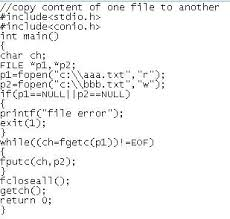 //copy content of one file to another
#include<stdio.h>
#include<conio.h>
int main()
{
char ch;
FILE *p1,*p2;
p1=fopen("c:\\aaa.txt","r");
p2=fopen("c:\\bbb.txt","w");
if(p1==NULL||p2==NULL)
{
printf("file error");
exit(1);
}
while((ch=fgetc(p1))!=EOF)
{
fputc(ch,p2);
}
fcloseall();
getch();
return 0;
}